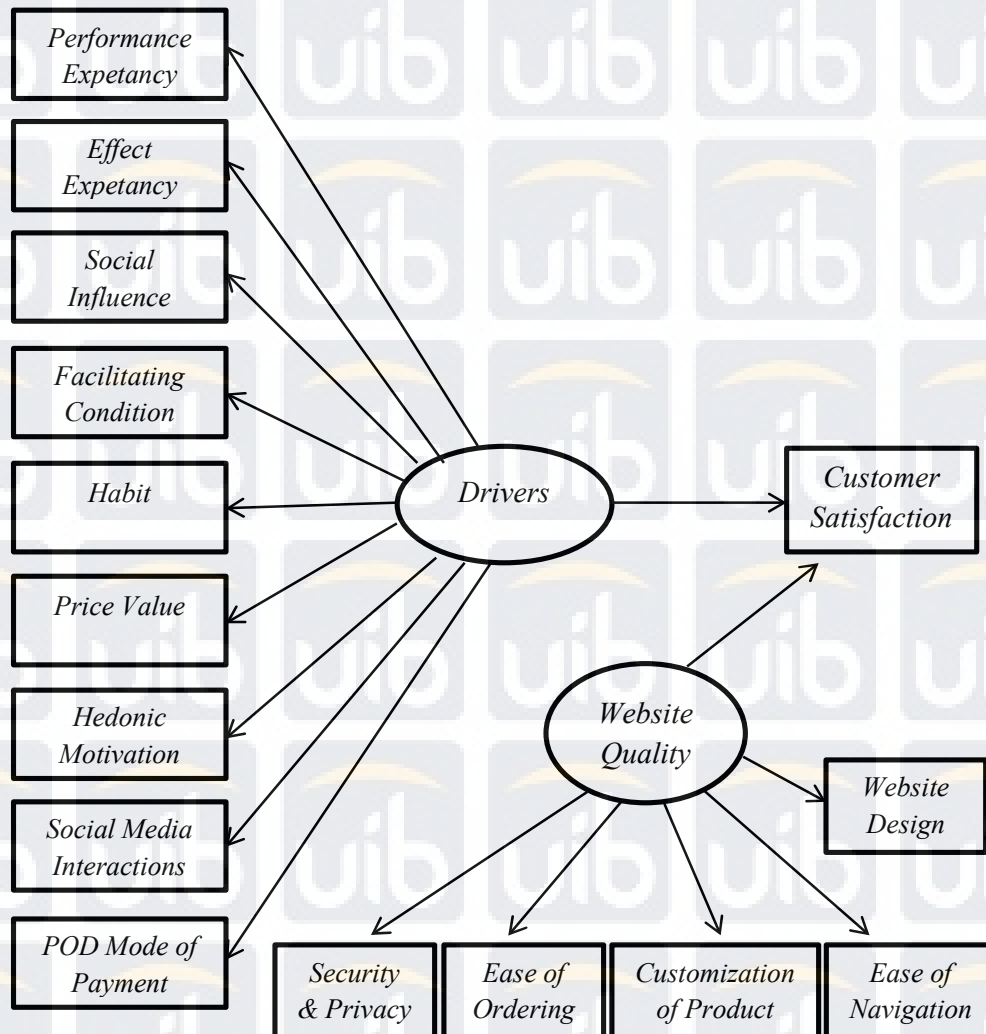 Performance
Expetancy
Effect
Expetancy
Social
Influence
Facilitating
Condition
Habit
Price Value
Hedonic
Motivation
Social Media
Interactions
POD Mode of
Payment
Drivers
Customer
Satisfaction
Website
Quality
Website
Design
Security
& Privacy
Ease of
Ordering
Customization
of Product
Ease of
Navigation
uib